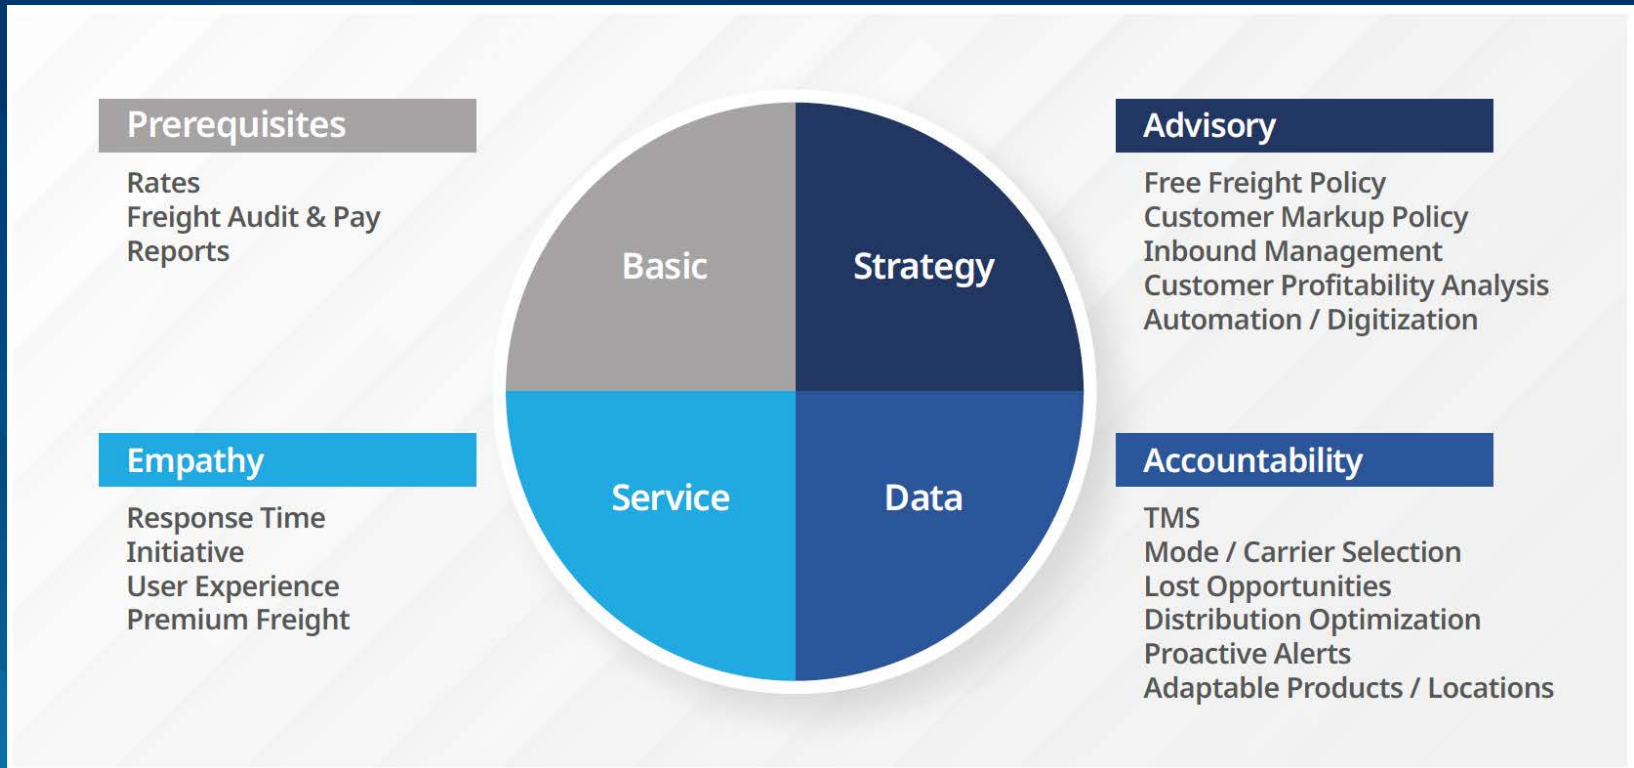 Prerequisites
Rates
Freight Audit & Pay
Reports
Basic
Strategy
Advisory
Free Freight Policy
Customer Markup Policy
Inbound Management
Customer Profitability Analysis
Automation / Digitization
Empathy
Response Time
Initiative
User Experience
Premium Freight
Service
Data
Accountability
TMS
Mode / Carrier Selection
Lost Opportunities
Distribution Optimization
Proactive Alerts
Adaptable Products / Locations